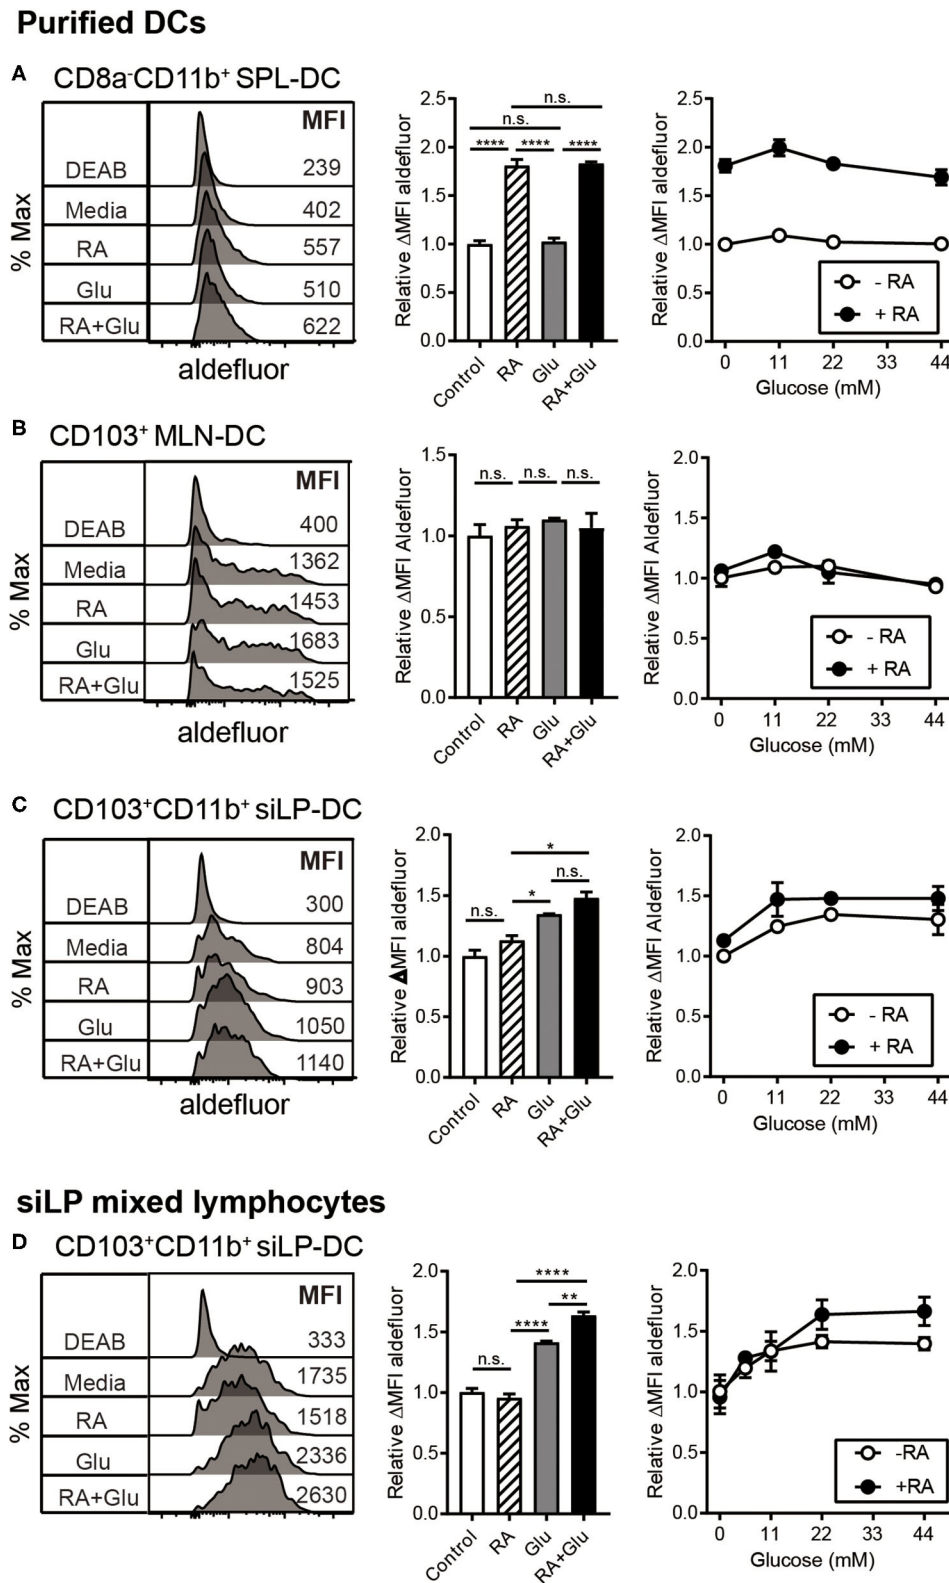 Purified DCs
A CD8a⁻CD11b⁺ SPL-DC
MFI
DEAB 239
Media 402
RA 557
Glu 510
RA+Glu 622
% Max
aldefluor
Relative ΔMFI aldefluor
2.5
2.0
1.5
1.0
0.5
0.0
n.s.
n.s.
**** **** ****
Control RA Glu RA+Glu
Relative ΔMFI aldefluor
2.5
2.0
1.5
1.0
0.5
0.0
- RA
+ RA
0 11 22 33 44
Glucose (mM)
B CD103⁺ MLN-DC
MFI
DEAB 400
Media 1362
RA 1453
Glu 1683
RA+Glu 1525
% Max
aldefluor
Relative ΔMFI Aldefluor
1.5
1.0
0.5
0.0
n.s. n.s. n.s.
Control RA Glu RA+Glu
Relative ΔMFI Aldefluor
2.0
1.5
1.0
0.5
0.0
- RA
+ RA
0 11 22 33 44
Glucose (mM)
C CD103⁺CD11b⁺ siLP-DC
MFI
DEAB 300
Media 804
RA 903
Glu 1050
RA+Glu 1140
% Max
aldefluor
Relative ΔMFI aldefluor
2.0
1.5
1.0
0.5
0.0
*
n.s.
*
n.s.
Control RA Glu RA+Glu
Relative ΔMFI Aldefluor
2.0
1.5
1.0
0.5
0.0
- RA
+ RA
0 11 22 33 44
Glucose (mM)
siLP mixed lymphocytes
D CD103⁺CD11b⁺ siLP-DC
MFI
DEAB 333
Media 1735
RA 1518
Glu 2336
RA+Glu 2630
% Max
aldefluor
Relative ΔMFI aldefluor
2.0
1.5
1.0
0.5
0.0
****
**
****
n.s.
Control RA Glu RA+Glu
Relative ΔMFI aldefluor
2.0
1.5
1.0
0.5
0.0
-RA
+RA
0 11 22 33 44
Glucose (mM)